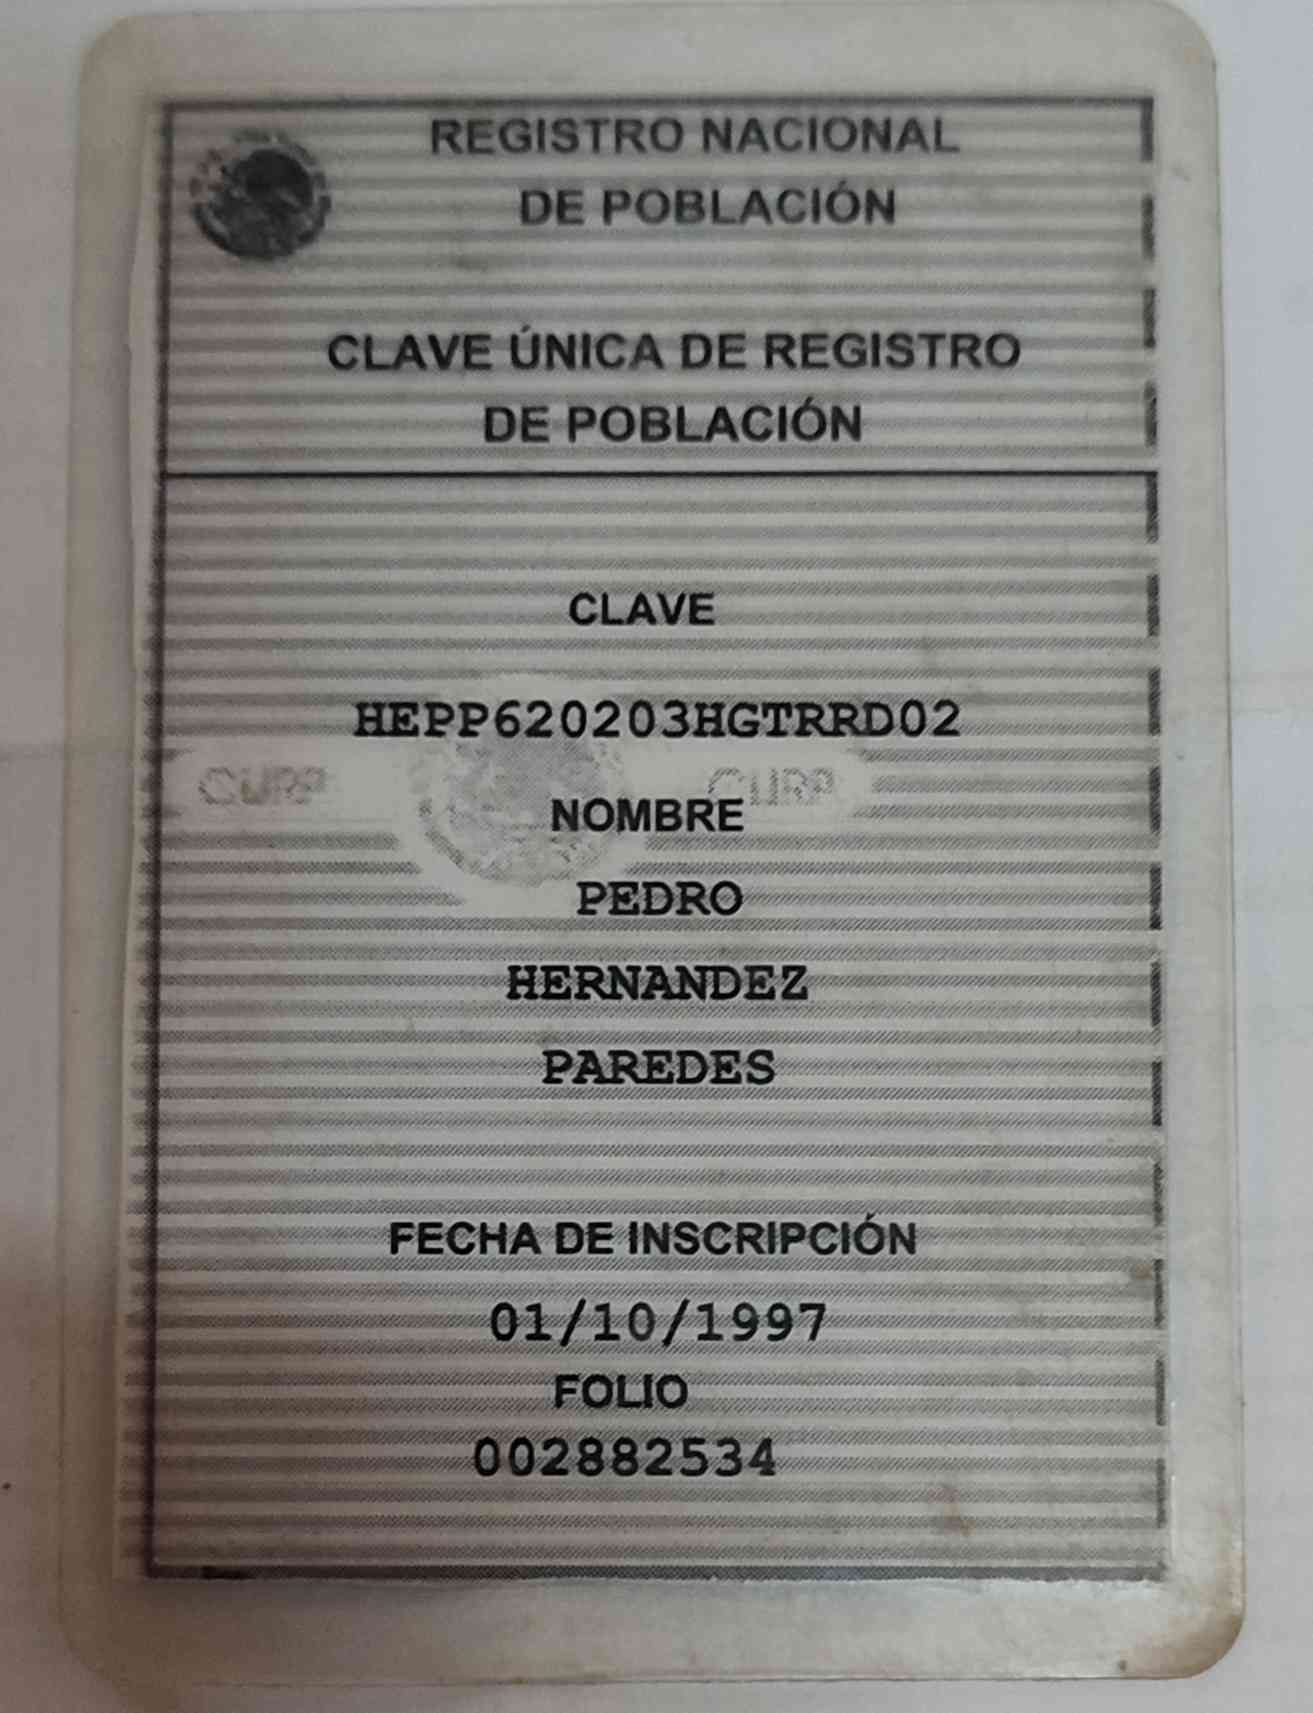 REGISTRO NACIONAL
DE POBLACIÓN
CLAVE ÚNICA DE REGISTRO
DE POBLACIÓN
CLAVE
HEPP620203HGTRRD02
CURP CURP
NOMBRE
PEDRO
HERNANDEZ
PAREDES
FECHA DE INSCRIPCIÓN
01/10/1997
FOLIO
002882534